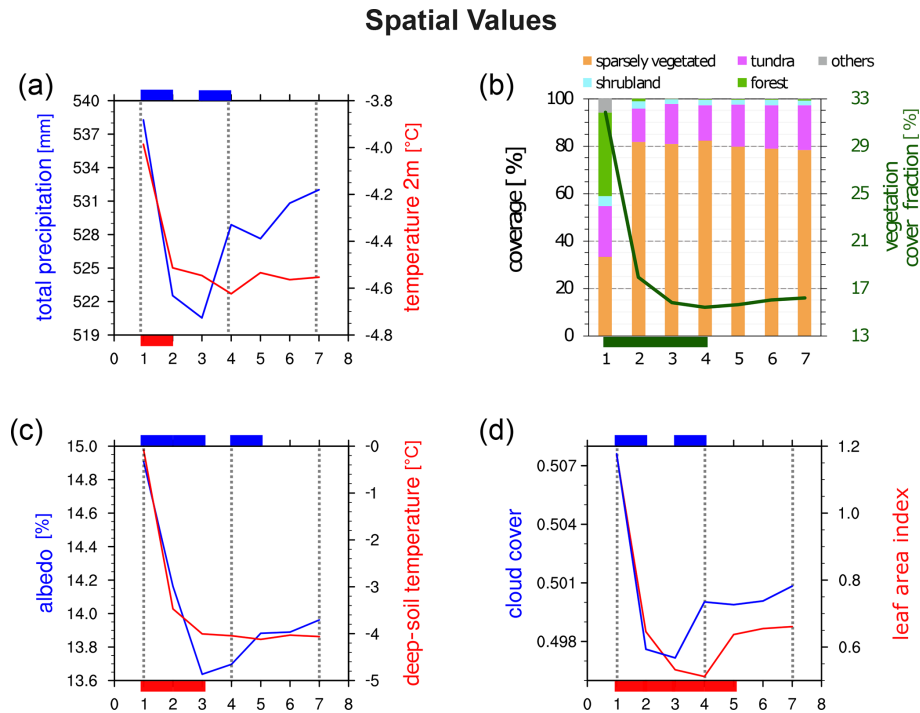 Spatial Values
(a)
540
537
534
531
528
525
522
519
total precipitation [mm]
-3.8
-4.0
-4.2
-4.4
-4.6
-4.8
temperature 2m [°C]
0 1 2 3 4 5 6 7 8
(b)
sparsely vegetated tundra others
shrubland forest
100
80
60
40
20
0
coverage[ %]
33
29
25
21
17
13
vegetation
cover fraction[ %]
1 2 3 4 5 6 7
(c)
15.0
14.8
14.6
14.4
14.2
14.0
13.8
13.6
albedo [%]
-0
-1
-2
-3
-4
-5
deep-soil temperature [°C]
0 1 2 3 4 5 6 7 8
(d)
0.507
0.504
0.501
0.498
cloud cover
1.2
1.0
0.8
0.6
leaf area index
0 1 2 3 4 5 6 7 8